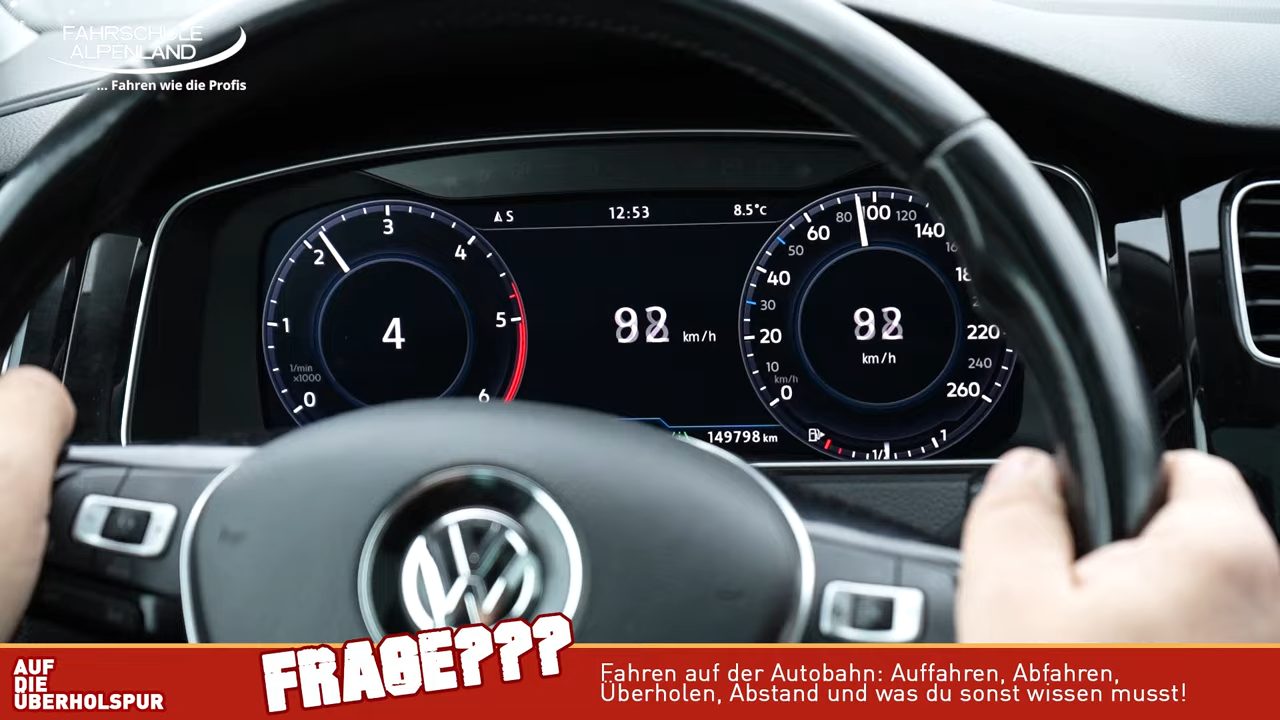 FAHRSCHULE
ALPENLAND
... Fahren wie die Profis
S
12:53
8.5°C
1/min
x1000
0
1
2
3
4
5
6
4
km/h
km/h
0
10
20
30
40
50
60
80
100
120
140
220
240
260
km/h
1/2
1
149798 km
AUF
DIE
ÜBERHOLSPUR
FRAGE???
Fahren auf der Autobahn: Auffahren, Abfahren,
Überholen, Abstand und was du sonst wissen musst!